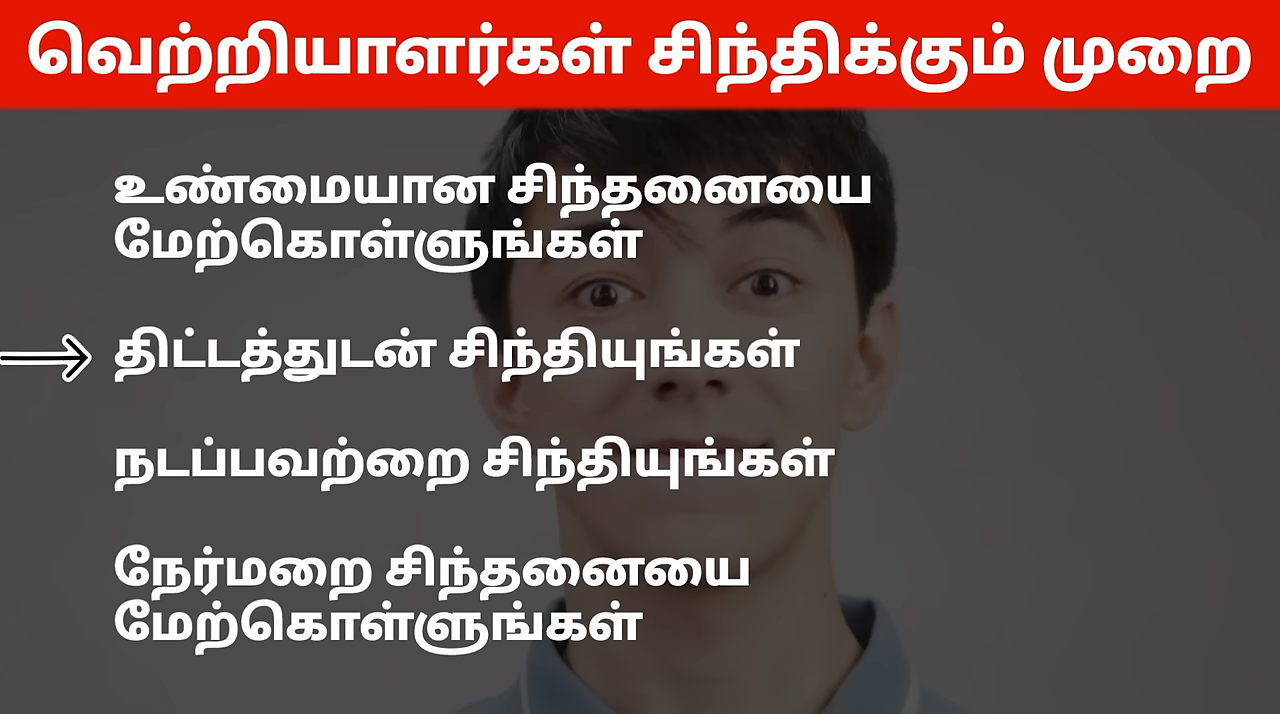 வெற்றியாளர்கள் சிந்திக்கும் முறை
உண்மையான சிந்தனையை
மேற்கொள்ளுங்கள்
திட்டத்துடன் சிந்தியுங்கள்
நடப்பவற்றை சிந்தியுங்கள்
நேர்மறை சிந்தனையை
மேற்கொள்ளுங்கள்